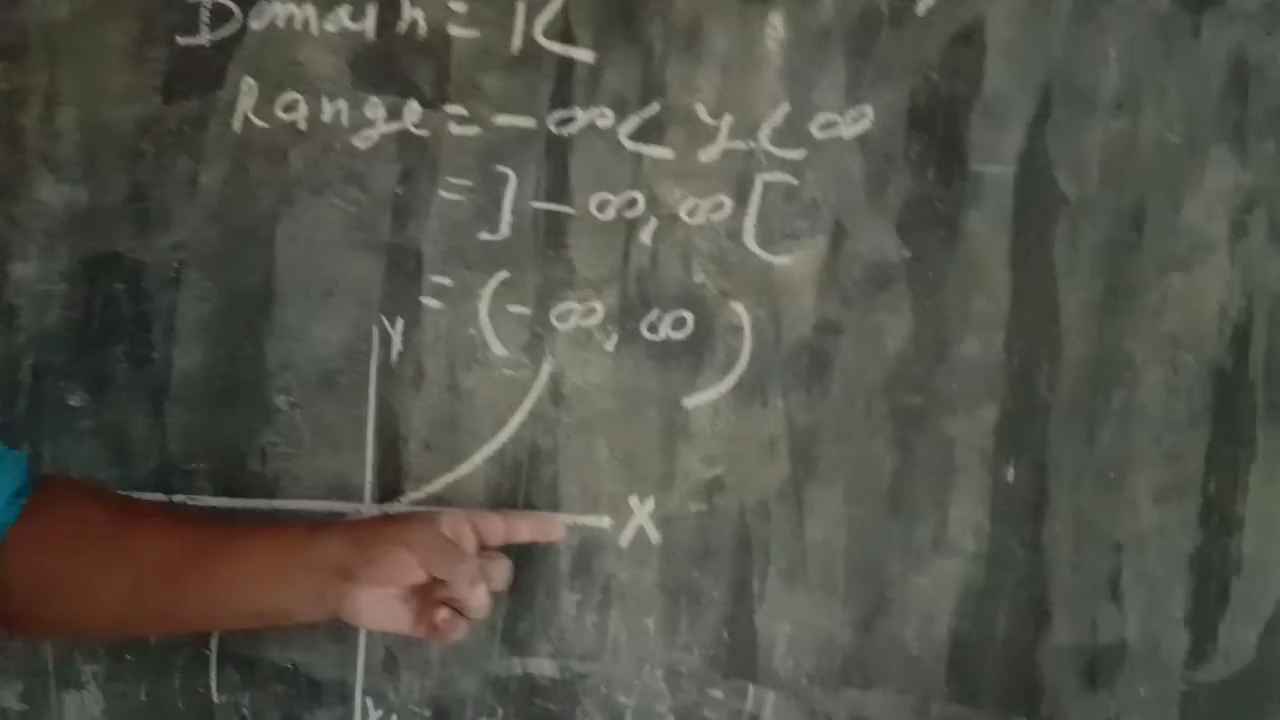 Domain = R
Range = -∞ < y < ∞
= ]-∞, ∞[
= (-∞, ∞)
Y
X